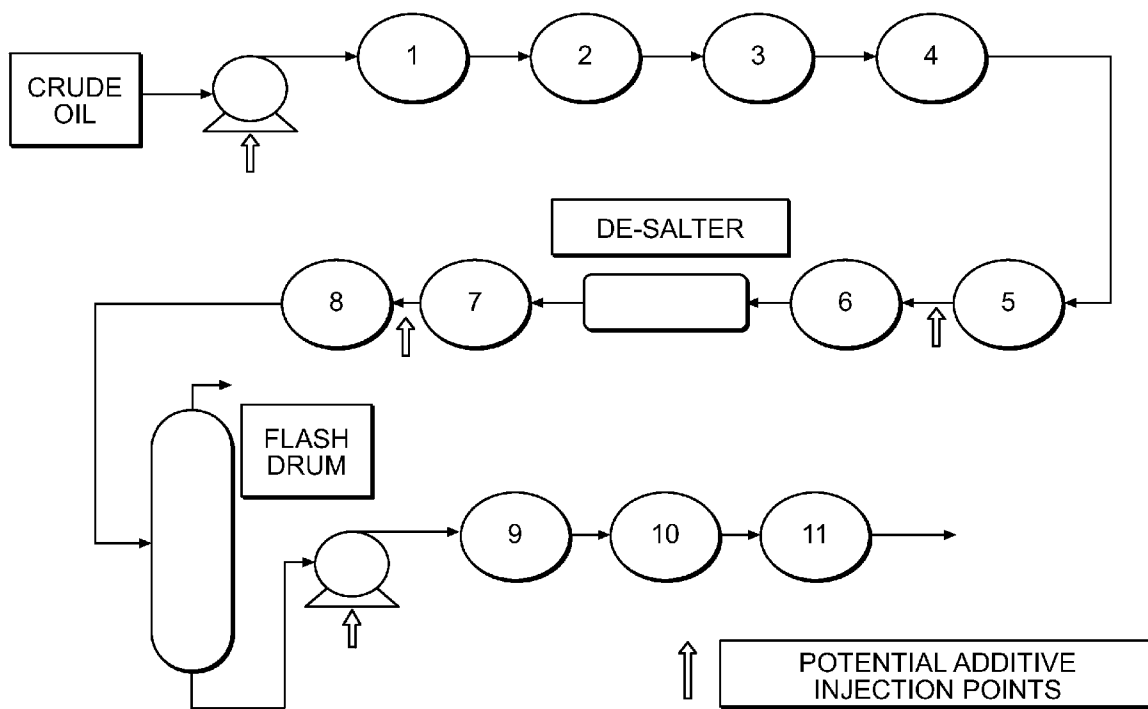 CRUDE
OIL
1
2
3
4
DE-SALTER
8
7
6
5
FLASH
DRUM
9
10
11
POTENTIAL ADDITIVE
INJECTION POINTS